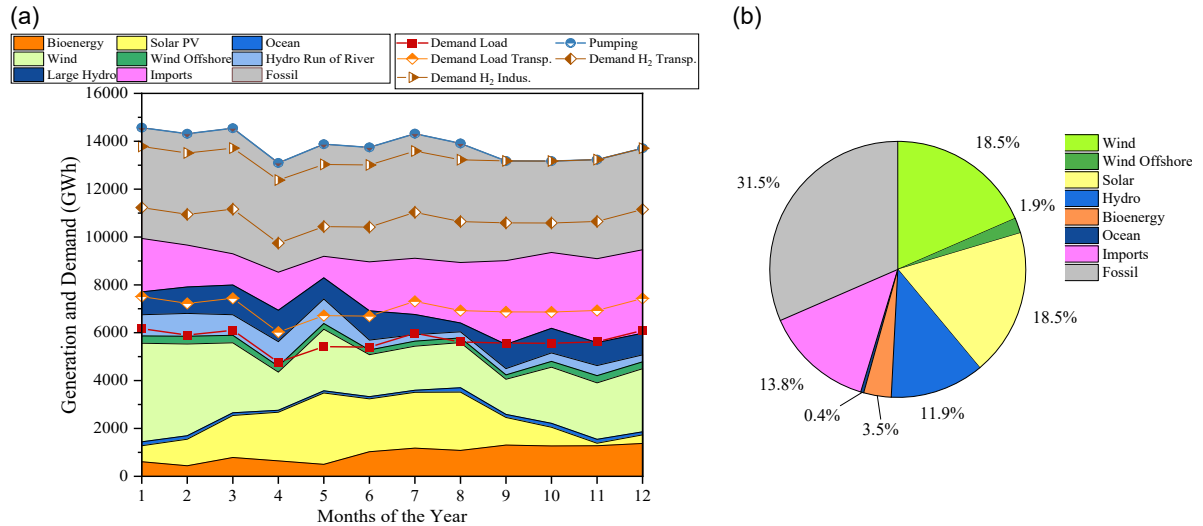 (a)
Bioenergy Solar PV Ocean
Wind Wind Offshore Hydro Run of River
Large Hydro Imports Fossil
Demand Load Pumping
Demand Load Transp. Demand H₂ Transp.
Demand H₂ Indus.
Generation and Demand (GWh)
16000
14000
12000
10000
8000
6000
4000
2000
0
1 2 3 4 5 6 7 8 9 10 11 12
Months of the Year
(b)
18.5%
1.9%
18.5%
11.9%
3.5%
0.4%
13.8%
31.5%
Wind
Wind Offshore
Solar
Hydro
Bioenergy
Ocean
Imports
Fossil